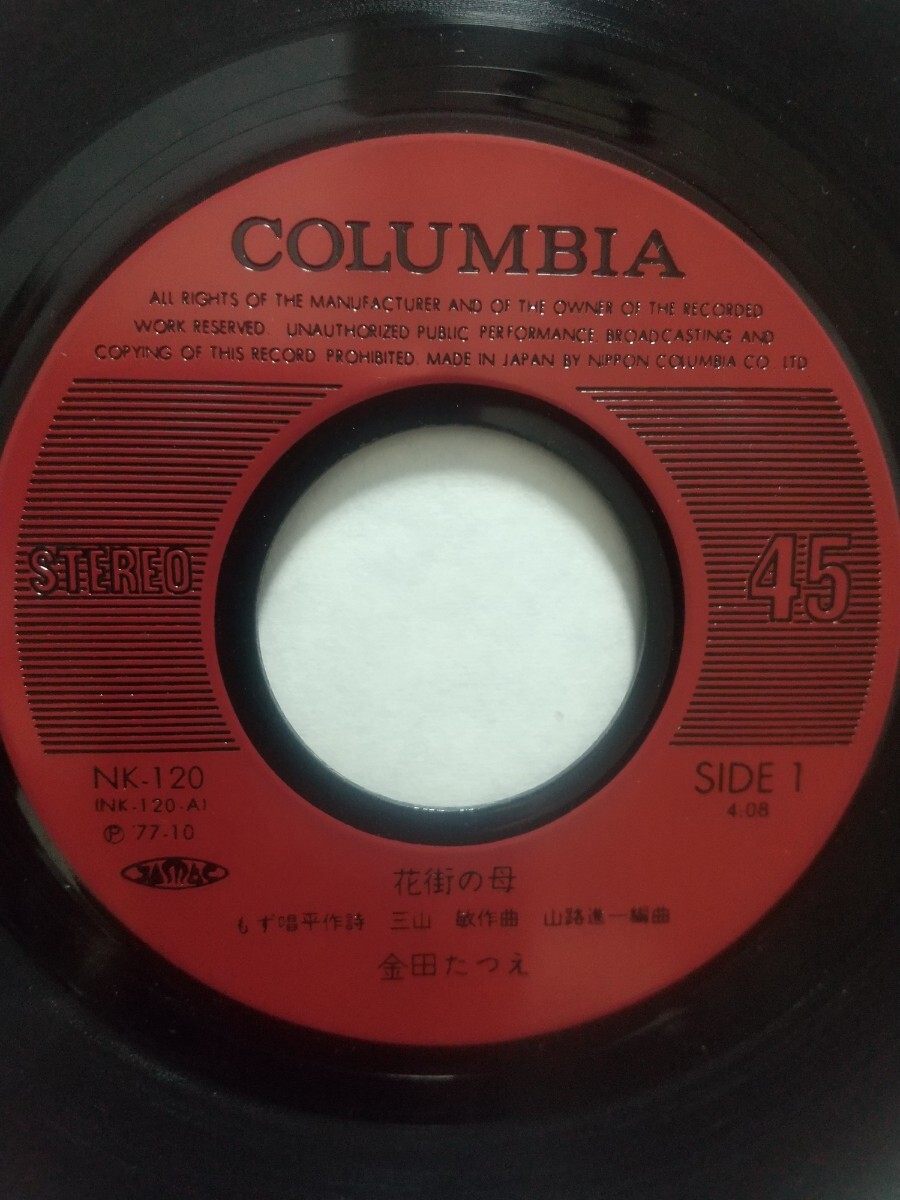 COLUMBIA
ALL RIGHTS OF THE MANUFACTURER AND OF THE OWNER OF THE RECORDED
WORK RESERVED. UNAUTHORIZED PUBLIC PERFORMANCE, BROADCASTING AND
COPYING OF THIS RECORD PROHIBITED. MADE IN JAPAN BY NIPPON COLUMBIA CO. LTD
STEREO
45
NK-120
(NK-120-A)
Ⓟ '77-10
JASRAC
SIDE 1
4:08
花街の母
もず唱平作詩 三山 敏作曲 山路進一編曲
金田たつえ